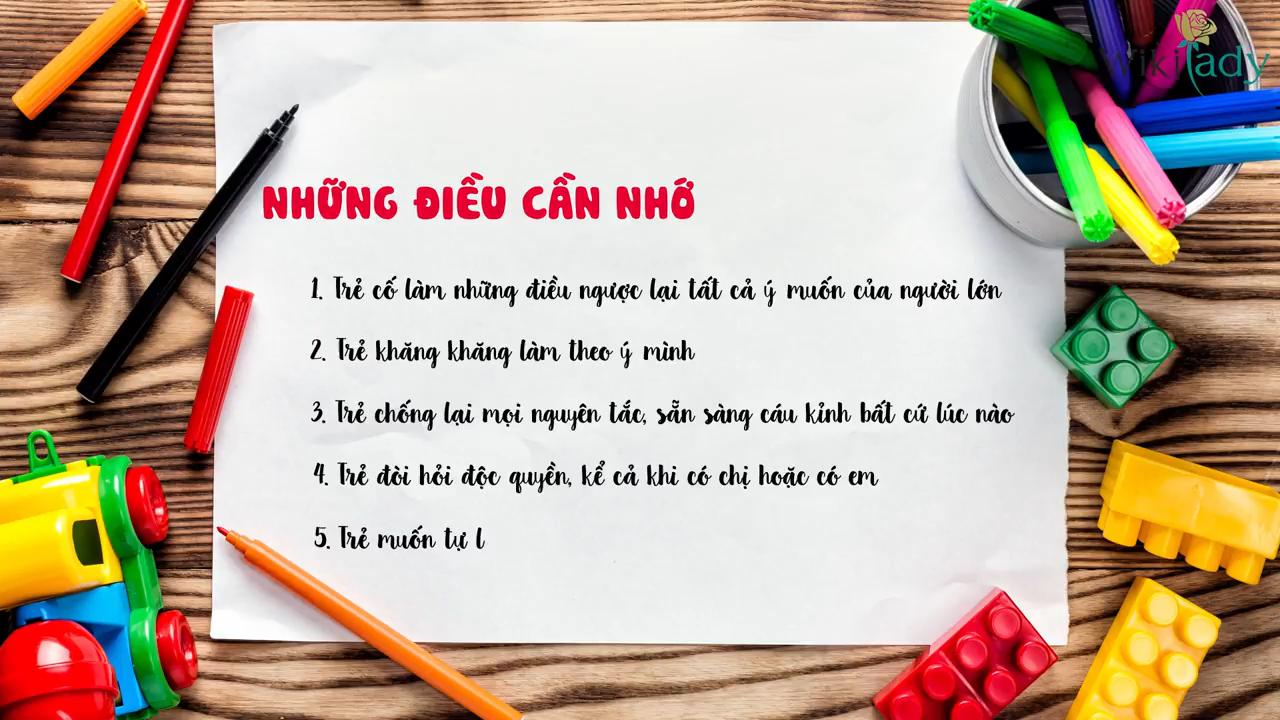 Wikilady
NHỮNG ĐIỀU CẦN NHỚ
1. Trẻ cố làm những điều ngược lại tất cả ý muốn của người lớn
2. Trẻ khăng khăng làm theo ý mình
3. Trẻ chống lại mọi nguyên tắc, sẵn sàng cáu kỉnh bất cứ lúc nào
4. Trẻ đòi hỏi độc quyền, kể cả khi có chị hoặc có em
5. Trẻ muốn tự l